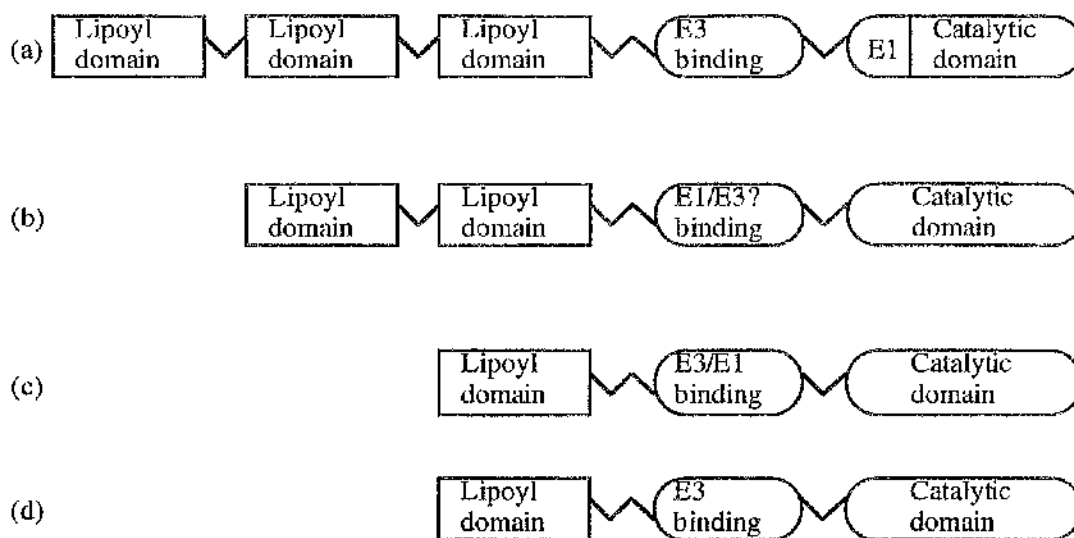 (a) Lipoyl domain Lipoyl domain Lipoyl domain E3 binding E1 Catalytic domain
(b) Lipoyl domain Lipoyl domain E1/E3? binding Catalytic domain
(c) Lipoyl domain E3/E1 binding Catalytic domain
(d) Lipoyl domain E3 binding Catalytic domain